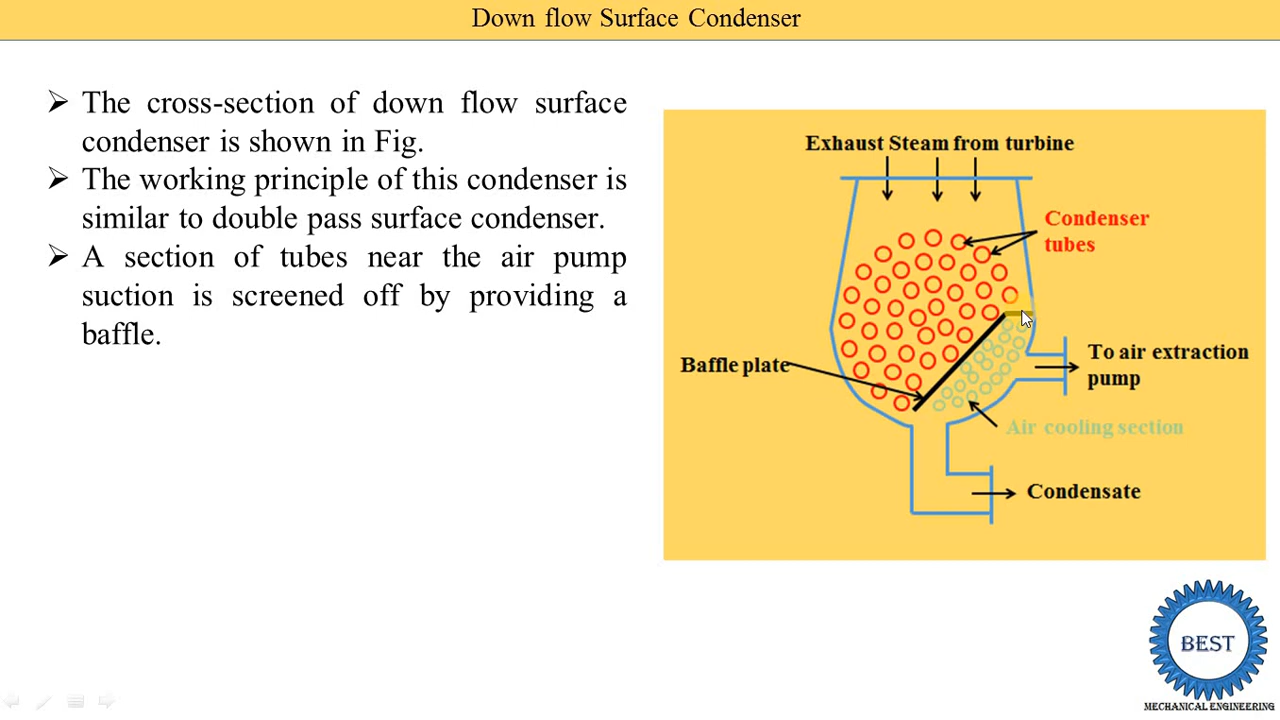 Down flow Surface Condenser
➢ The cross-section of down flow surface
condenser is shown in Fig.
➢ The working principle of this condenser is
similar to double pass surface condenser.
➢ A section of tubes near the air pump
suction is screened off by providing a
baffle.
Exhaust Steam from turbine
Condenser
tubes
Baffle plate
To air extraction
pump
Air cooling section
Condensate
BEST
MECHANICAL ENGINEERING